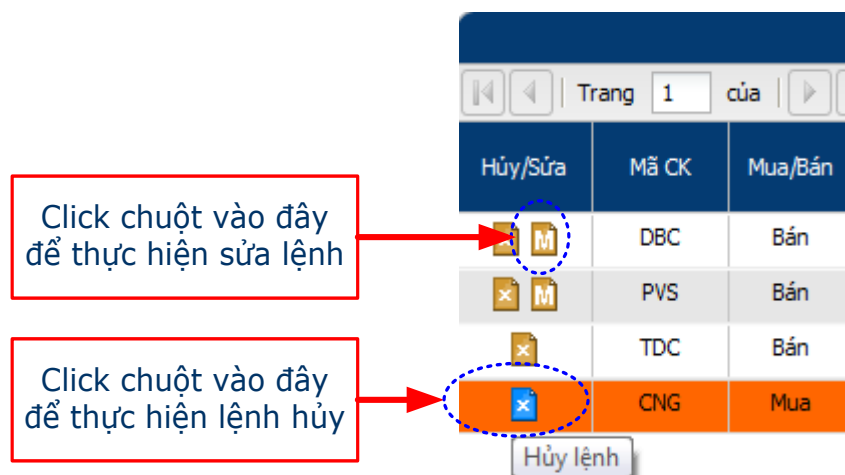 Trang 1 của
Hủy/Sửa Mã CK Mua/Bán
Click chuột vào đây
để thực hiện sửa lệnh
M DBC Bán
M PVS Bán
TDC Bán
Click chuột vào đây
để thực hiện lệnh hủy
CNG Mua
Hủy lệnh